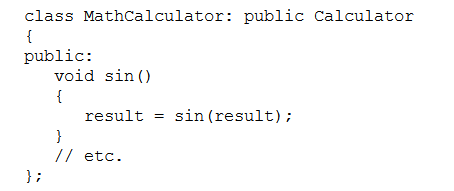 class MathCalculator: public Calculator
{
public:
   void sin()
   {
      result = sin(result);
   }
   // etc.
};